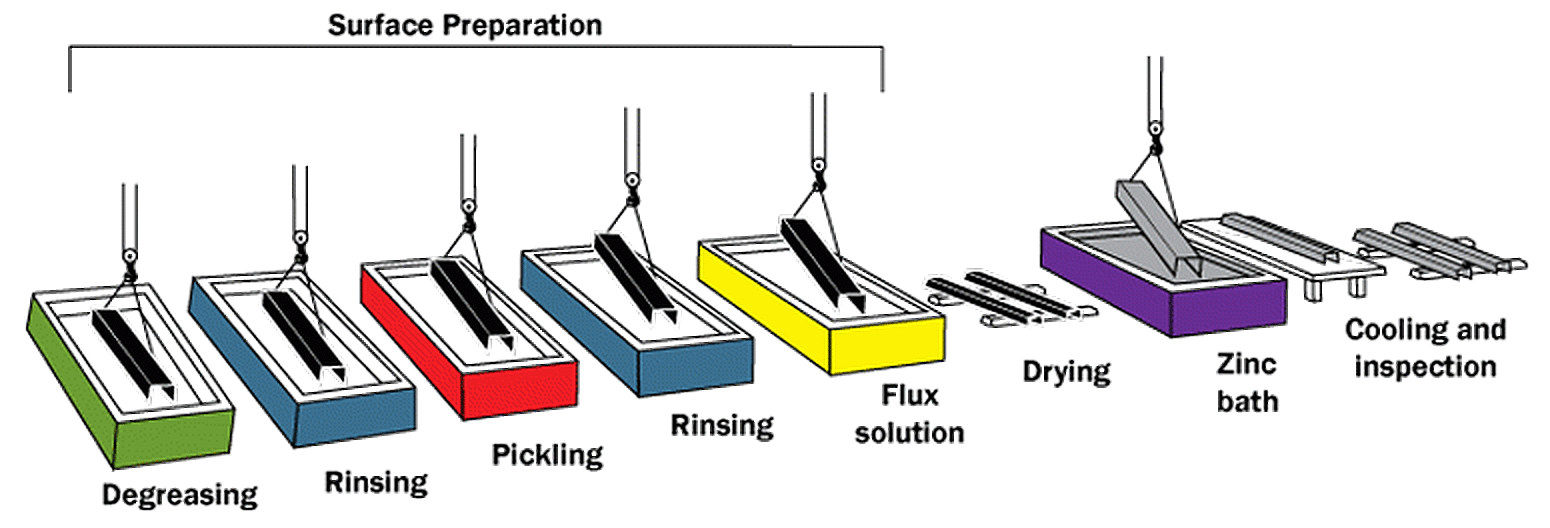 Surface Preparation
Degreasing
Rinsing
Pickling
Rinsing
Flux
solution
Drying
Zinc
bath
Cooling and
inspection